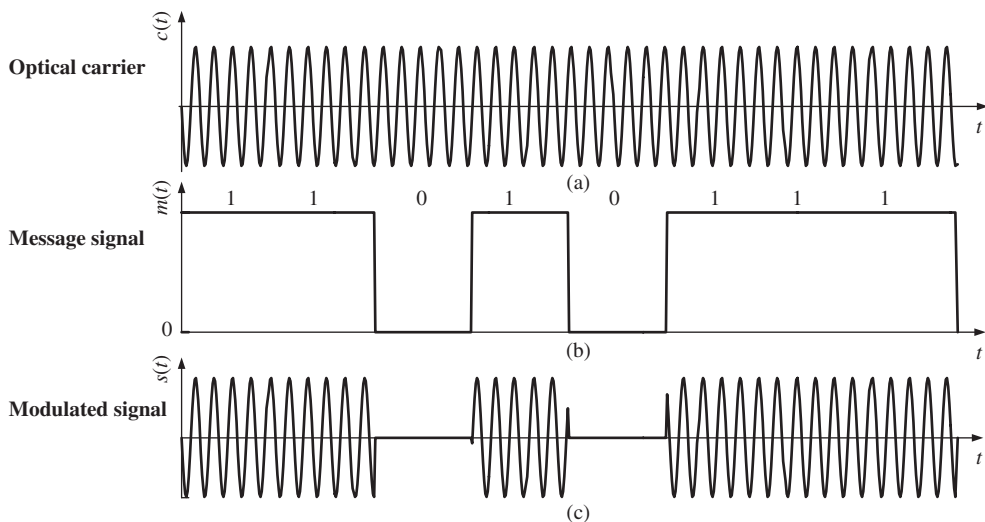 c(t)
Optical carrier
t
(a)
m(t)
1 1 0 1 0 1 1 1
Message signal
0
(b)
t
s(t)
Modulated signal
t
(c)